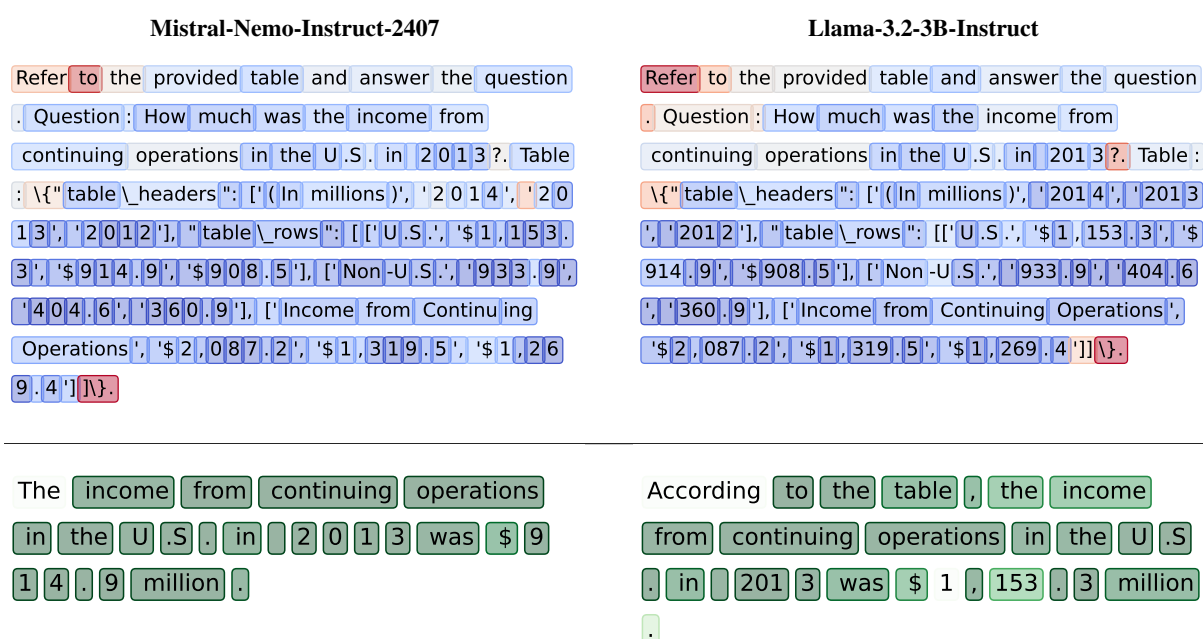 Mistral-Nemo-Instruct-2407
Refer to the provided table and answer the question
. Question: How much was the income from
continuing operations in the U.S. in 2013?. Table
: \{"table\_headers": ['(In millions)', '2014', '20
13', '2012'], "table\_rows": [['U.S.', '$1,153.
3', '$914.9', '$908.5'], ['Non-U.S.', '933.9',
'404.6', '360.9'], ['Income from Continuing
Operations', '$2,087.2', '$1,319.5', '$1,26
9.4']]\}.
The income from continuing operations
in the U.S. in 2013 was $9
14.9 million.
Llama-3.2-3B-Instruct
Refer to the provided table and answer the question
. Question: How much was the income from
continuing operations in the U.S. in 2013?. Table:
\{"table\_headers": ['(In millions)', '2014', '2013
', '2012'], "table\_rows": [['U.S.', '$1,153.3', '$
914.9', '$908.5'], ['Non-U.S.', '933.9', '404.6
', '360.9'], ['Income from Continuing Operations',
'$2,087.2', '$1,319.5', '$1,269.4']]\}.
According to the table, the income
from continuing operations in the U.S
. in 2013 was $1,153.3 million
.